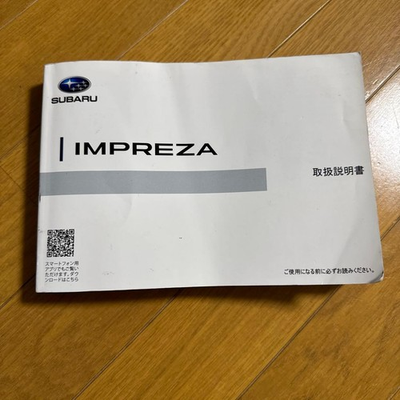 SUBARU
IMPREZA
取扱説明書
スマートフォン用
アプリでもご覧い
ただけます。ダウ
ンロードはこちら
ご使用になる前に必ずお読みください。